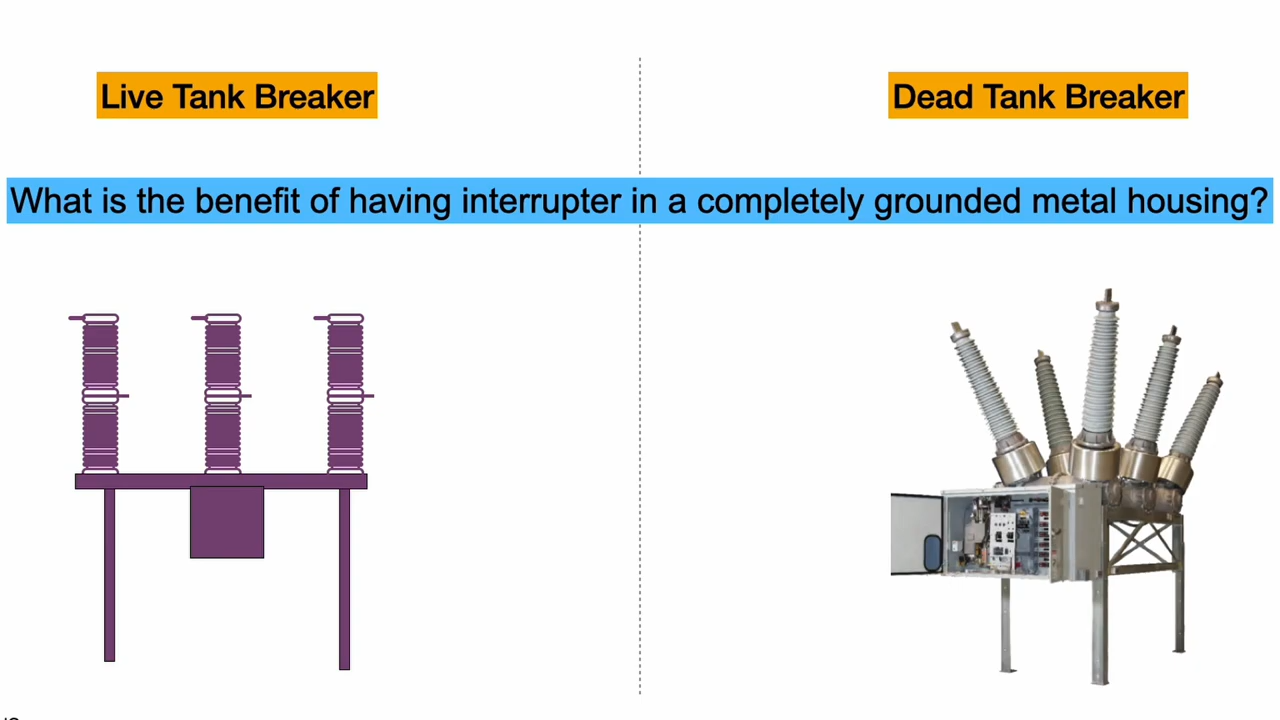 Live Tank Breaker
Dead Tank Breaker
What is the benefit of having interrupter in a completely grounded metal housing?